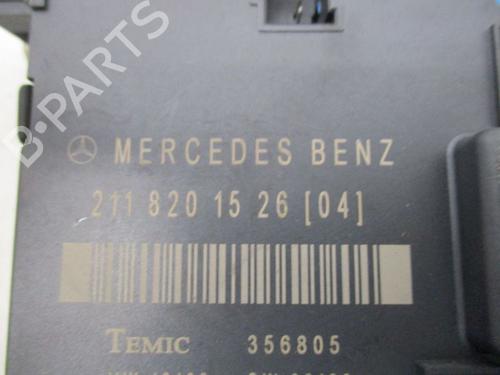 MERCEDES BENZ
211 820 15 26 [04]
TEMIC 356805
B-PARTS